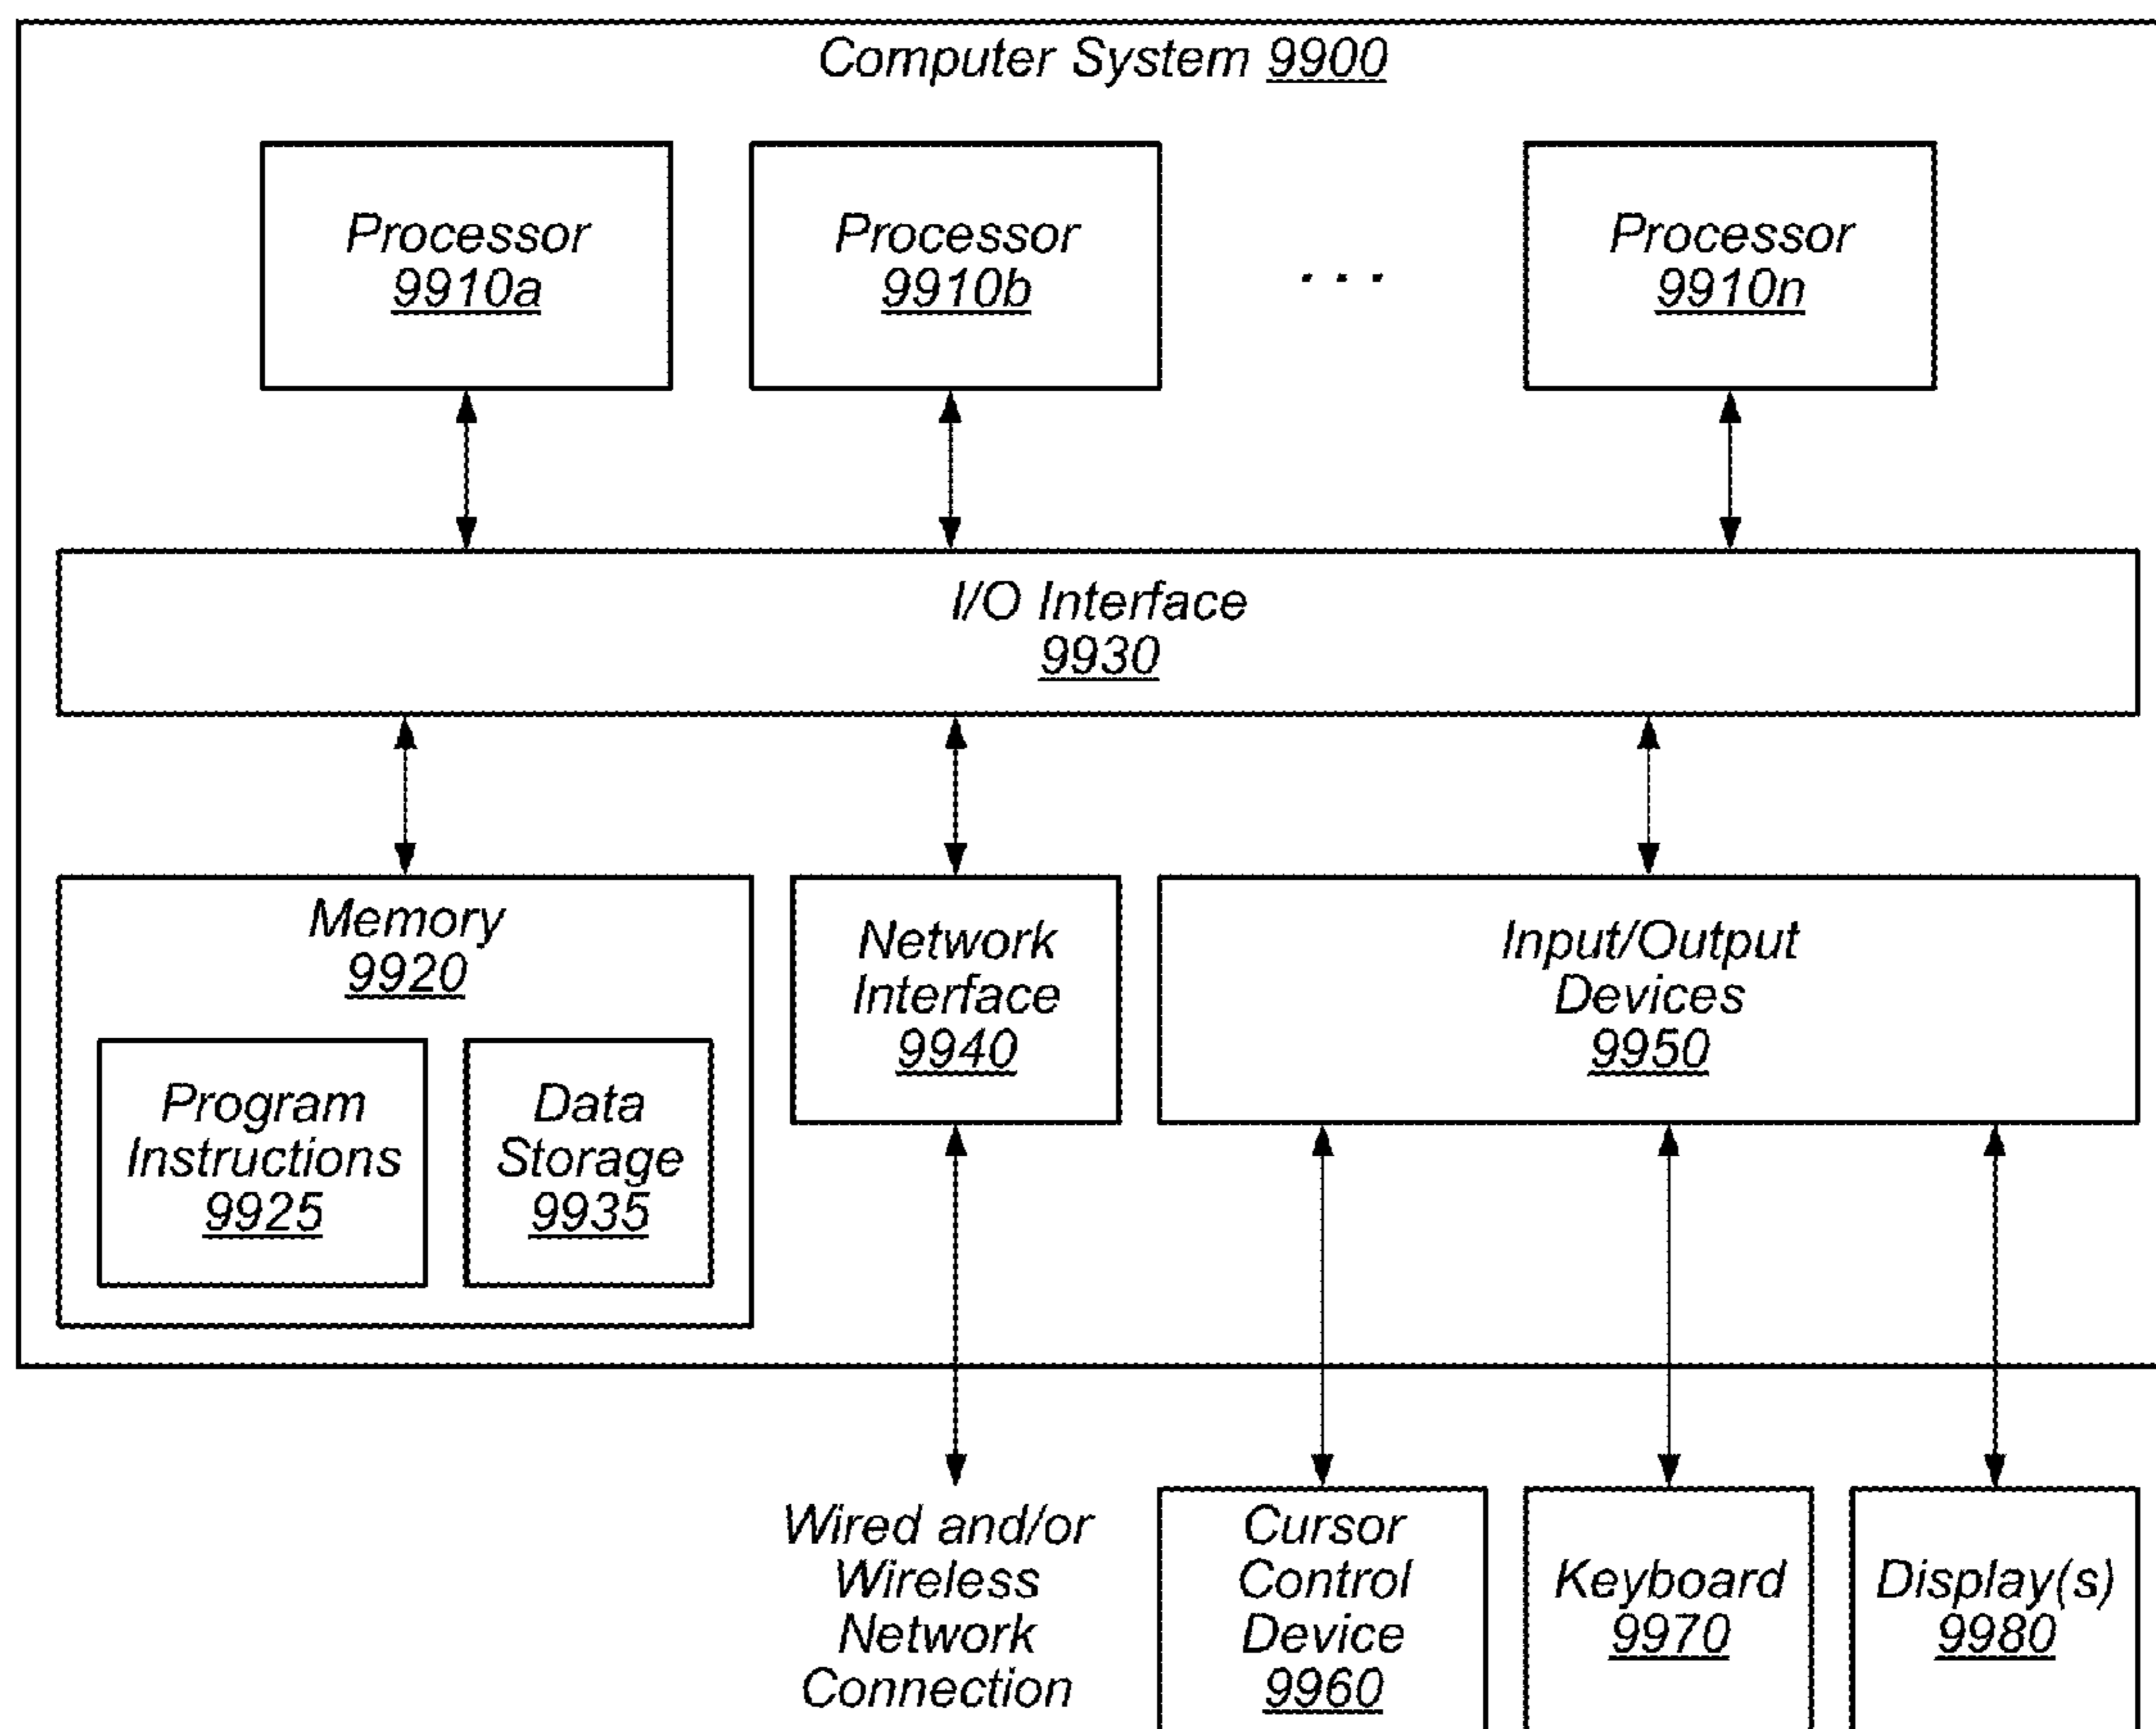 Computer System 9900
Processor
9910a
Processor
9910b
. . .
Processor
9910n
I/O Interface
9930
Memory
9920
Program
Instructions
9925
Data
Storage
9935
Network
Interface
9940
Input/Output
Devices
9950
Wired and/or
Wireless
Network
Connection
Cursor
Control
Device
9960
Keyboard
9970
Display(s)
9980